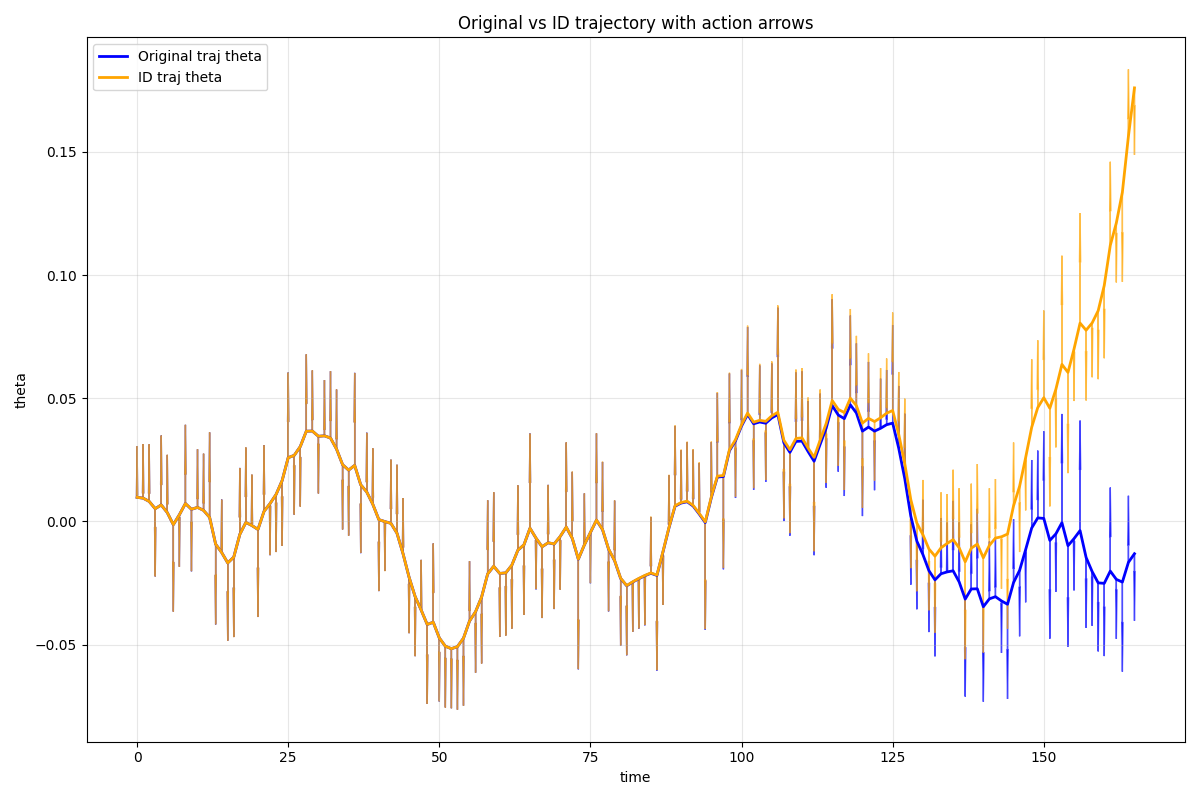 Original vs ID trajectory with action arrows
Original traj theta
ID traj theta
theta
0.15
0.10
0.05
0.00
−0.05
0 25 50 75 100 125 150
time